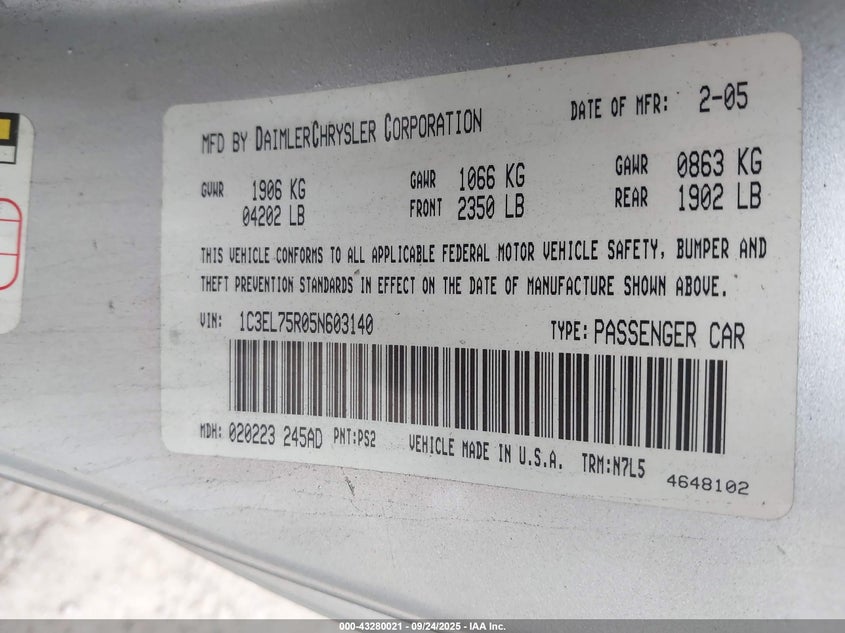 MFD BY DAIMLERCHRYSLER CORPORATION DATE OF MFR: 2-05
GVWR 1906 KG GAWR 1066 KG GAWR 0863 KG
04202 LB FRONT 2350 LB REAR 1902 LB
THIS VEHICLE CONFORMS TO ALL APPLICABLE FEDERAL MOTOR VEHICLE SAFETY, BUMPER AND
THEFT PREVENTION STANDARDS IN EFFECT ON THE DATE OF MANUFACTURE SHOWN ABOVE.
VIN: 1C3EL75R05N603140 TYPE: PASSENGER CAR
MDH: 020223 245AD PNT:PS2 VEHICLE MADE IN U.S.A. TRM:N7L5
4648102
000-43280021 - 09/24/2025 - IAA Inc.